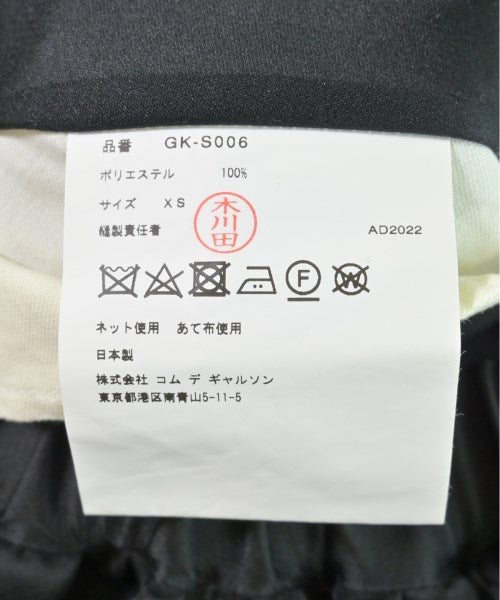 品番 GK-S006
ポリエステル 100%
サイズ XS
木川田
縫製責任者 AD2022
F W
ネット使用 あて布使用
日本製
株式会社 コム デ ギャルソン
東京都港区南青山5-11-5